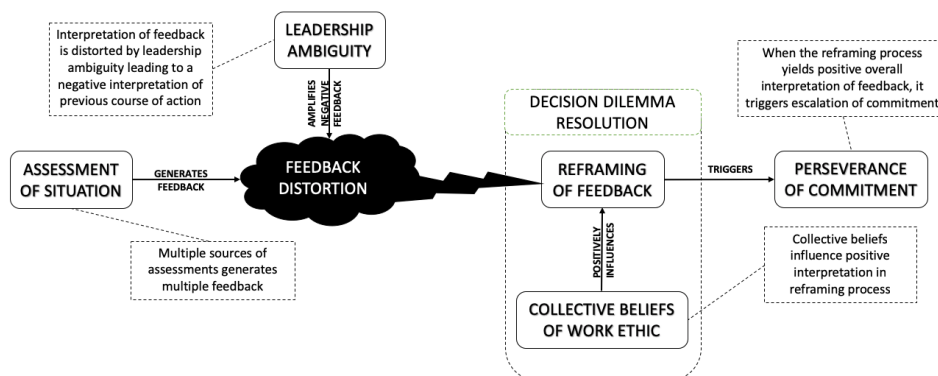 Interpretation of feedback
is distorted by leadership
ambiguity leading to a
negative interpretation of
previous course of action
LEADERSHIP
AMBIGUITY
AMPLIFIES
NEGATIVE
FEEDBACK
When the reframing process
yields positive overall
interpretation of feedback, it
triggers escalation of commitment
DECISION DILEMMA
RESOLUTION
ASSESSMENT
OF SITUATION
GENERATES
FEEDBACK
FEEDBACK
DISTORTION
REFRAMING
OF FEEDBACK
TRIGGERS
PERSEVERANCE
OF COMMITMENT
Multiple sources of
assessments generates
multiple feedback
POSITIVELY
INFLUENCES
Collective beliefs
influence positive
interpretation in
reframing process
COLLECTIVE BELIEFS
OF WORK ETHIC